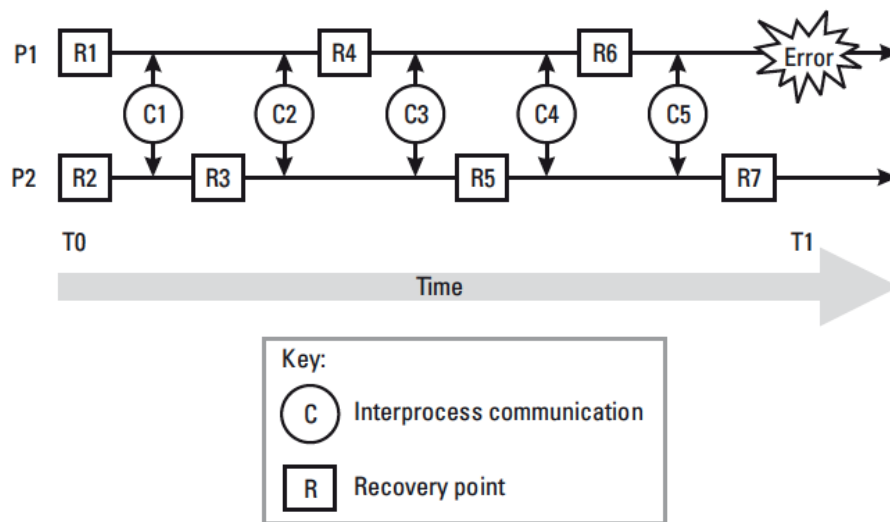 P1 R1 R4 R6 Error
C1 C2 C3 C4 C5
P2 R2 R3 R5 R7
T0 T1
Time
Key:
C Interprocess communication
R Recovery point